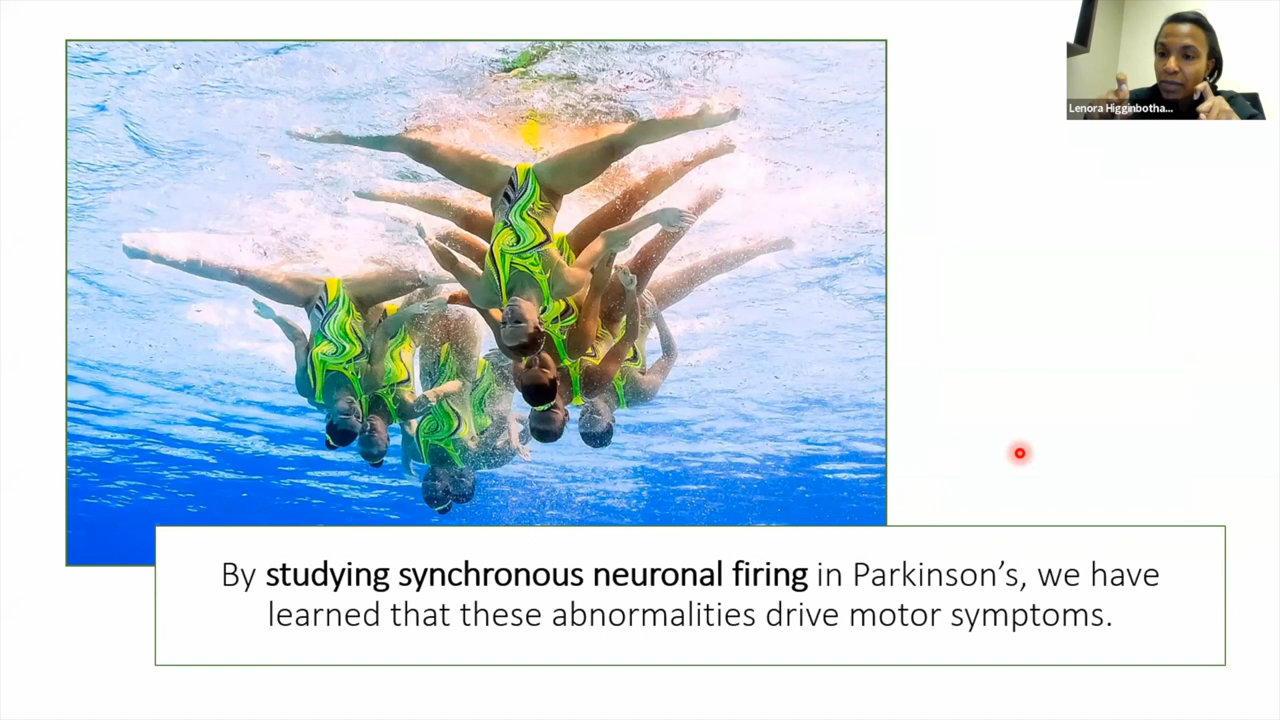 Lenora Higginbotha...
By studying synchronous neuronal firing in Parkinson’s, we have
learned that these abnormalities drive motor symptoms.